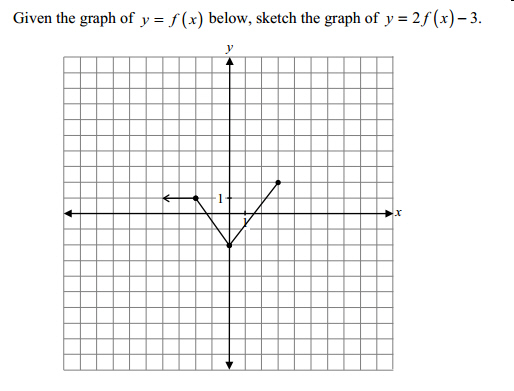 Given the graph of y = f(x) below, sketch the graph of y = 2f(x) – 3.
y
1
x
1